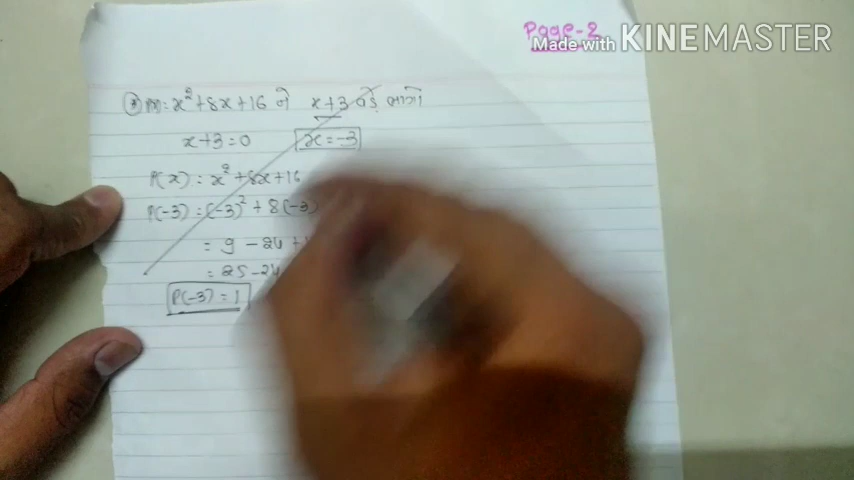 Page-2
Made with KINEMASTER
P(x): x² + 8x + 16 ને x+3 વડે ભાગો
x+3=0 x = -3
P(x) = x² + 8x + 16
P(-3) = (-3)² + 8(-3)
= 9 - 24 +
= 25 - 24
P(-3) = 1